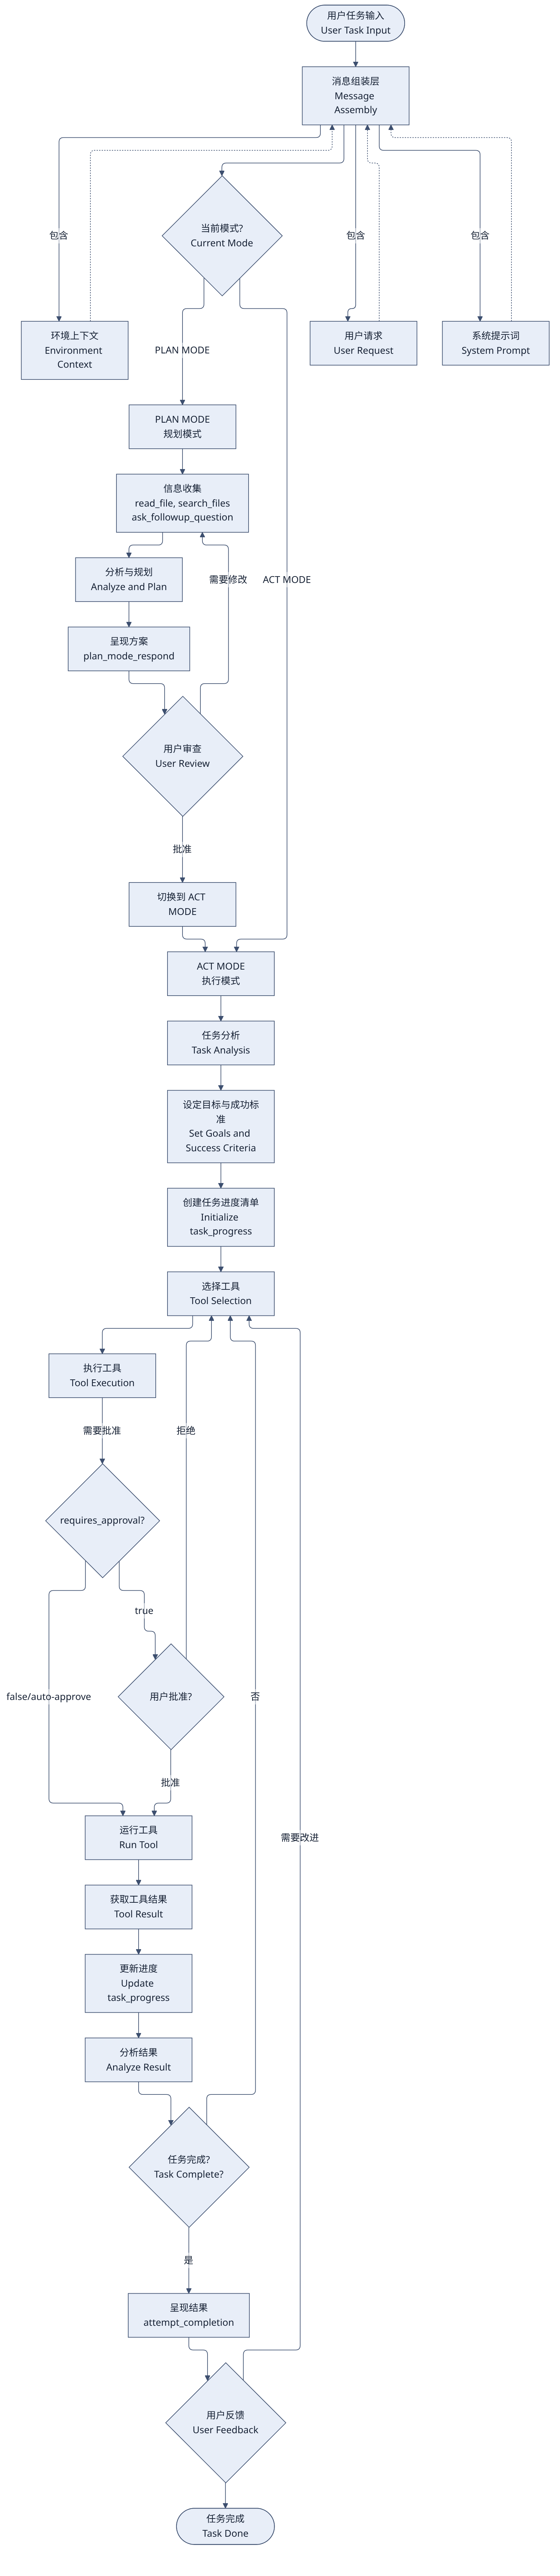 用户任务输入
User Task Input
消息组装层
Message
Assembly
包含
当前模式?
Current Mode
包含
包含
环境上下文
Environment
Context
用户请求
User Request
系统提示词
System Prompt
PLAN MODE
PLAN MODE
规划模式
信息收集
read_file, search_files
ask_followup_question
分析与规划
Analyze and Plan
需要修改
ACT MODE
呈现方案
plan_mode_respond
用户审查
User Review
批准
切换到 ACT
MODE
ACT MODE
执行模式
任务分析
Task Analysis
设定目标与成功标
准
Set Goals and
Success Criteria
创建任务进度清单
Initialize
task_progress
选择工具
Tool Selection
执行工具
Tool Execution
需要批准
拒绝
requires_approval?
true
false/auto-approve
用户批准?
否
批准
运行工具
Run Tool
需要改进
获取工具结果
Tool Result
更新进度
Update
task_progress
分析结果
Analyze Result
任务完成?
Task Complete?
是
呈现结果
attempt_completion
用户反馈
User Feedback
任务完成
Task Done